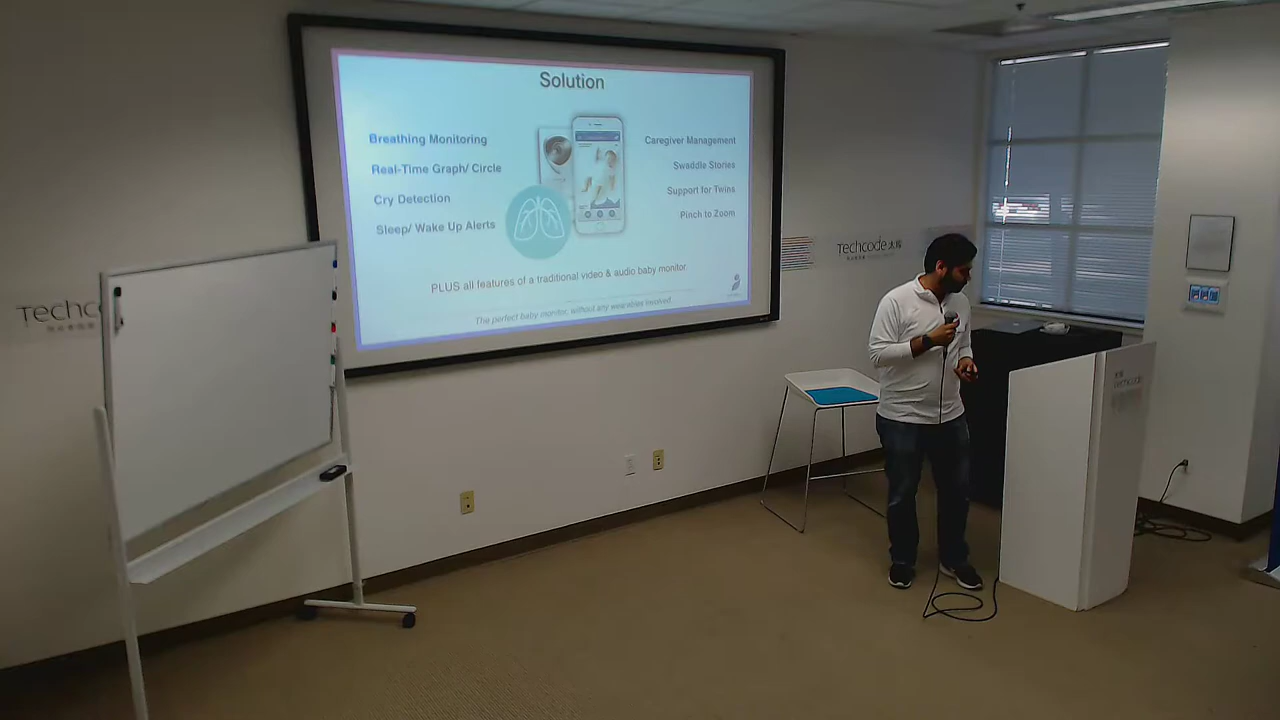 Solution
Breathing Monitoring
Real-Time Graph/ Circle
Cry Detection
Sleep/ Wake Up Alerts
Caregiver Management
Swaddle Stories
Support for Twins
Pinch to Zoom
PLUS all features of a traditional video & audio baby monitor
The perfect baby monitor, without any wearables involved
Techc
Techcode
Techcode